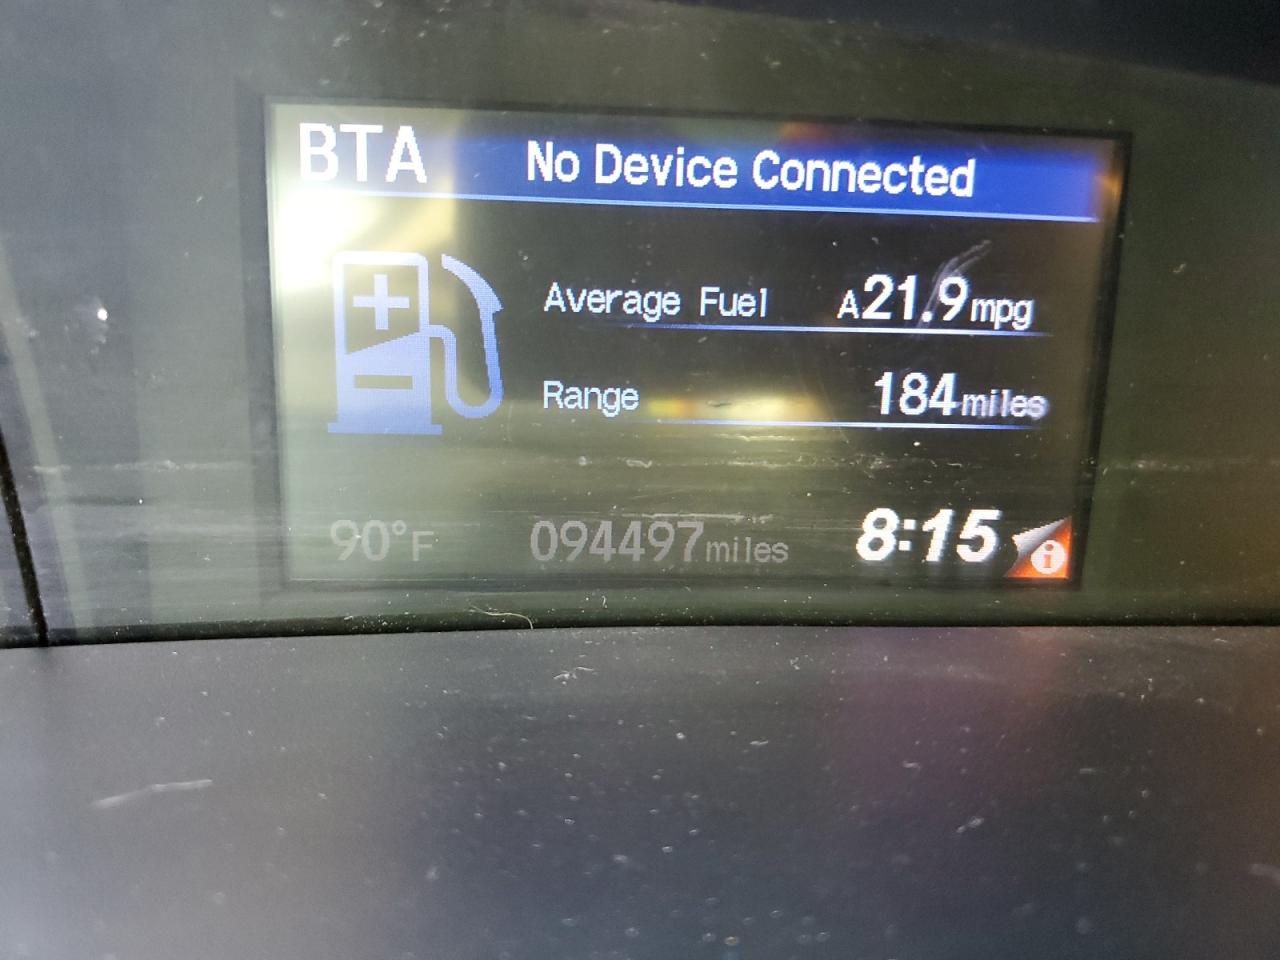 BTA No Device Connected
Average Fuel A21.9mpg
Range 184miles
90°F 094497miles 8:15 i